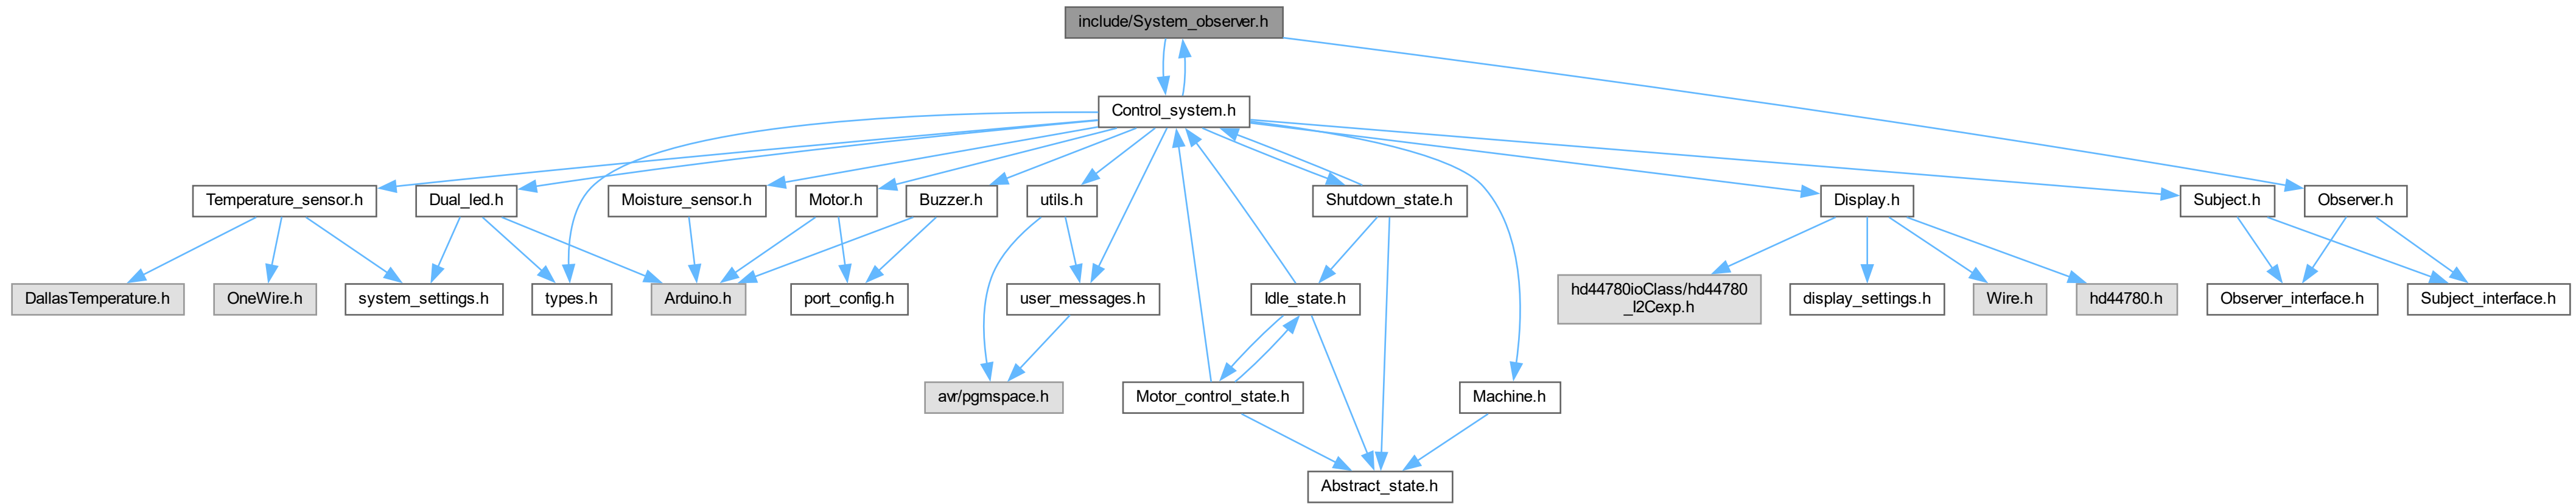 include/System_observer.h
Control_system.h
Temperature_sensor.h
Dual_led.h
Moisture_sensor.h
Motor.h
Buzzer.h
utils.h
Shutdown_state.h
Display.h
Subject.h
Observer.h
DallasTemperature.h
OneWire.h
system_settings.h
types.h
Arduino.h
port_config.h
user_messages.h
Idle_state.h
hd44780ioClass/hd44780
_I2Cexp.h
display_settings.h
Wire.h
hd44780.h
Observer_interface.h
Subject_interface.h
avr/pgmspace.h
Motor_control_state.h
Machine.h
Abstract_state.h